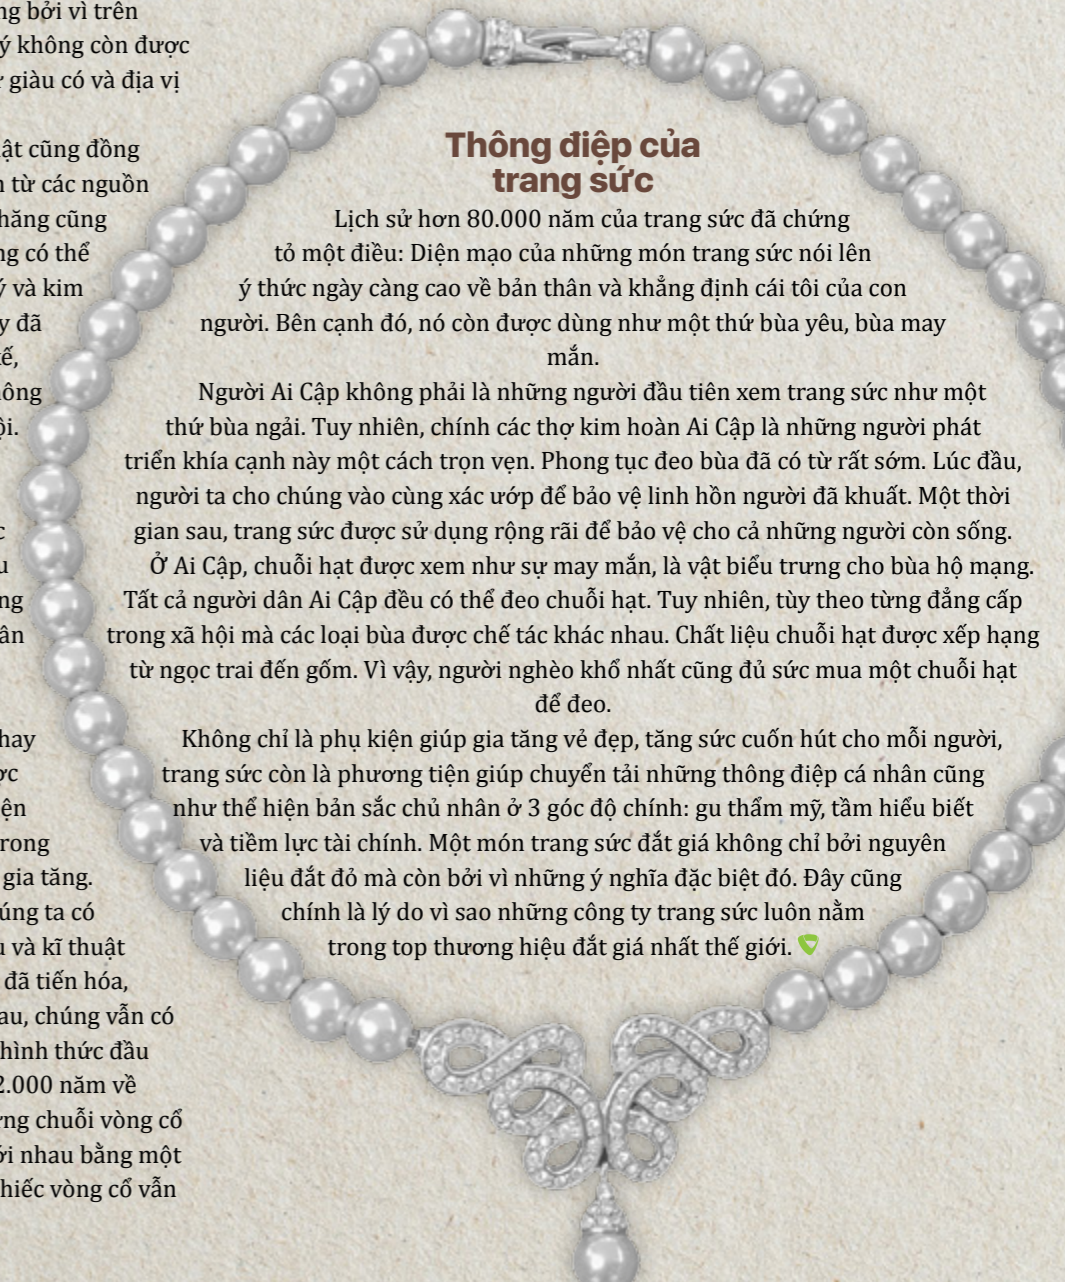 bởi vì trên
không còn được
giàu có và địa vị
cũng đồng
từ các nguồn
cũng
có thể
và kim
đã
chuỗi vòng cổ
nhau bằng một
vòng cổ vẫn
gia tăng.
ta có
và kĩ thuật
đã tiến hóa,
chúng vẫn có
hình thức đầu
2.000 năm về
Thông điệp của
trang sức
Lịch sử hơn 80.000 năm của trang sức đã chứng
tỏ một điều: Diện mạo của những món trang sức nói lên
ý thức ngày càng cao về bản thân và khẳng định cái tôi của con
người. Bên cạnh đó, nó còn được dùng như một thứ bùa yêu, bùa may
mắn.
Người Ai Cập không phải là những người đầu tiên xem trang sức như một
thứ bùa ngải. Tuy nhiên, chính các thợ kim hoàn Ai Cập là những người phát
triển khía cạnh này một cách trọn vẹn. Phong tục đeo bùa đã có từ rất sớm. Lúc đầu,
người ta cho chúng vào cùng xác ướp để bảo vệ linh hồn người đã khuất. Một thời
gian sau, trang sức được sử dụng rộng rãi để bảo vệ cho cả những người còn sống.
Ở Ai Cập, chuỗi hạt được xem như sự may mắn, là vật biểu trưng cho bùa hộ mạng.
Tất cả người dân Ai Cập đều có thể đeo chuỗi hạt. Tuy nhiên, tùy theo từng đẳng cấp
trong xã hội mà các loại bùa được chế tác khác nhau. Chất liệu chuỗi hạt được xếp hạng
từ ngọc trai đến gốm. Vì vậy, người nghèo khổ nhất cũng đủ sức mua một chuỗi hạt
để đeo.
Không chỉ là phụ kiện giúp gia tăng vẻ đẹp, tăng sức cuốn hút cho mỗi người,
trang sức còn là phương tiện giúp chuyển tải những thông điệp cá nhân cũng
như thể hiện bản sắc chủ nhân ở 3 góc độ chính: gu thẩm mỹ, tầm hiểu biết
và tiềm lực tài chính. Một món trang sức đắt giá không chỉ bởi nguyên
liệu đắt đỏ mà còn bởi vì những ý nghĩa đặc biệt đó. Đây cũng
chính là lý do vì sao những công ty trang sức luôn nằm
trong top thương hiệu đắt giá nhất thế giới.